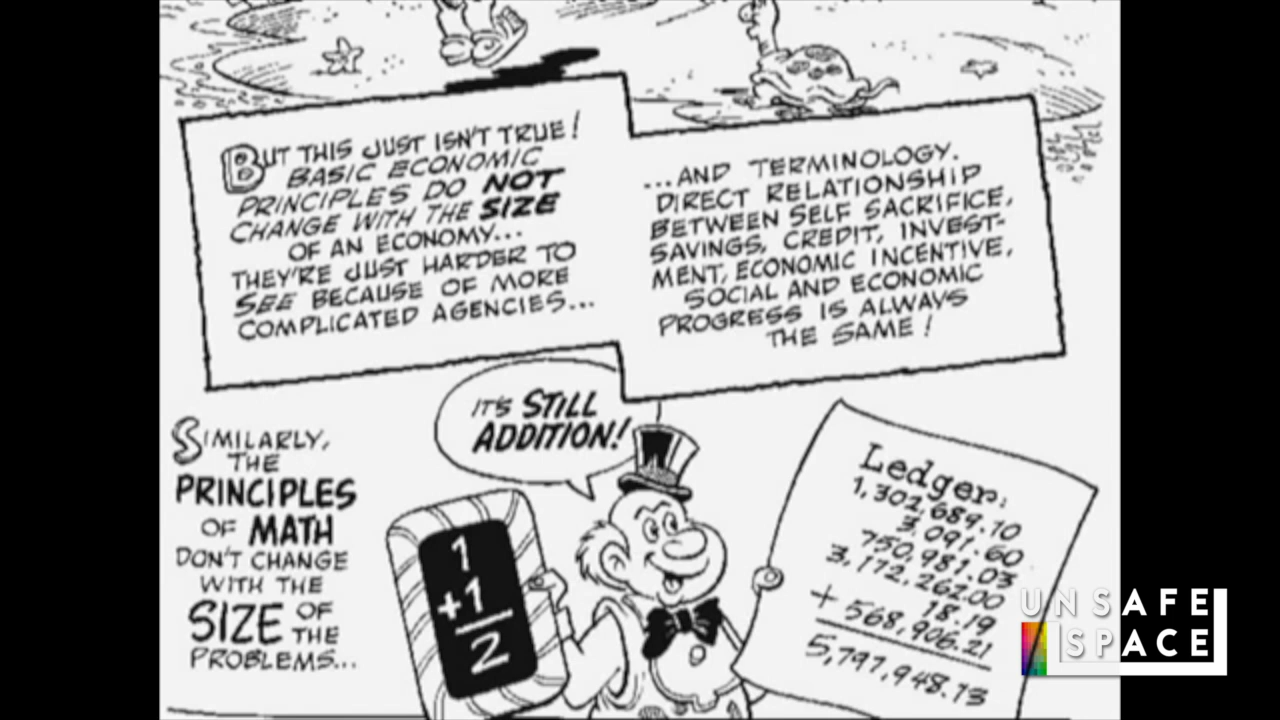 BUT THIS JUST ISN'T TRUE!
BASIC ECONOMIC
PRINCIPLES DO NOT
CHANGE WITH THE SIZE
OF AN ECONOMY...
THEY'RE JUST HARDER TO
SEE BECAUSE OF MORE
COMPLICATED AGENCIES...
...AND TERMINOLOGY.
DIRECT RELATIONSHIP
BETWEEN SELF SACRIFICE,
SAVINGS, CREDIT, INVEST-
MENT, ECONOMIC INCENTIVE,
SOCIAL AND ECONOMIC
PROGRESS IS ALWAYS
THE SAME!
IT'S STILL
ADDITION!
SIMILARLY,
THE
PRINCIPLES
OF MATH
DON'T CHANGE
WITH THE
SIZE OF
THE
PROBLEMS...
1
+1
2
Ledger:
1,302,689.10
3,091.60
750,981.03
3,172,262.00
18.19
+ 568,906.21
5,797,948.13
UNSAFE
SPACE